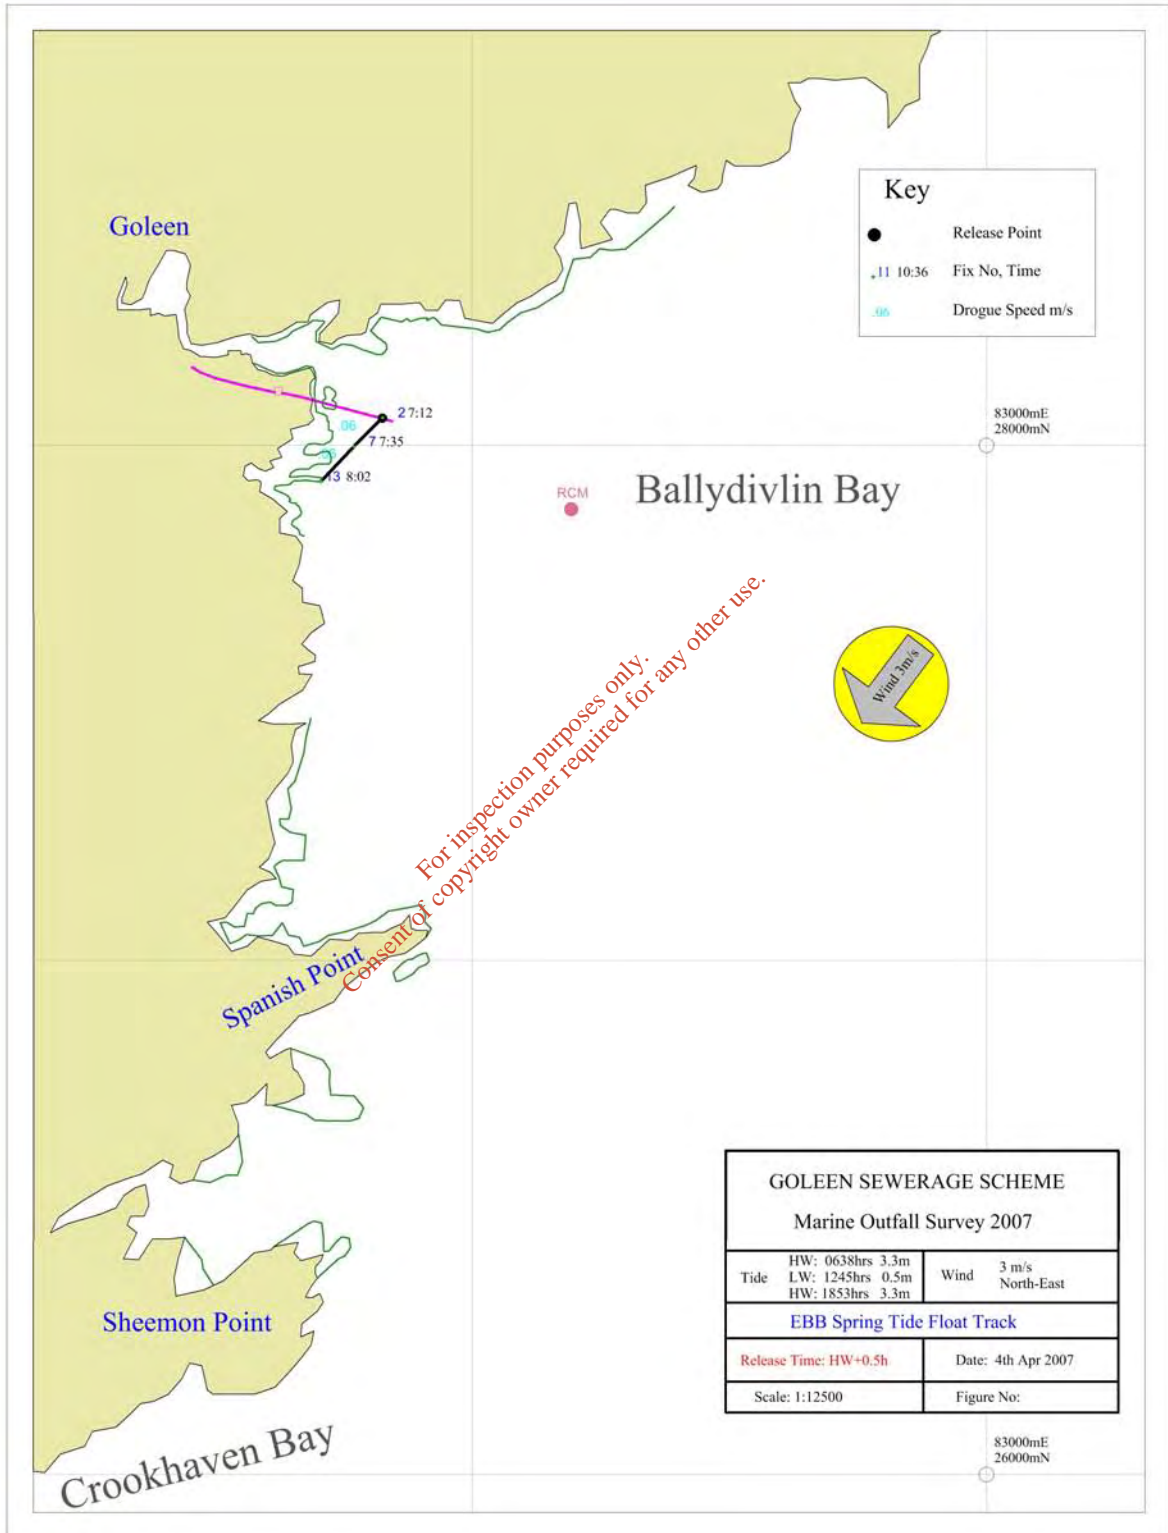 Goleen
Key
Release Point
11 10:36 Fix No, Time
.06 Drogue Speed m/s
2 7:12
.06
7 7:35
13 8:02
83000mE
28000mN
RCM
Ballydivlin Bay
Wind 3m/s
For inspection purposes only.
Consent of copyright owner required for any other use.
Spanish Point
Sheemon Point
Crookhaven Bay
GOLEEN SEWERAGE SCHEME
Marine Outfall Survey 2007
Tide
HW: 0638hrs 3.3m
LW: 1245hrs 0.5m
HW: 1853hrs 3.3m
Wind
3 m/s
North-East
EBB Spring Tide Float Track
Release Time: HW+0.5h
Date: 4th Apr 2007
Scale: 1:12500
Figure No:
83000mE
26000mN